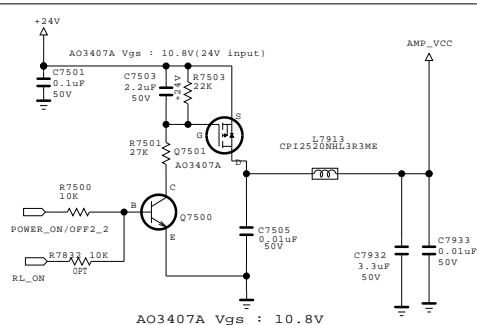 +24V
AO3407A Vgs : 10.8V(24V input)
AMP_VCC
C7501
0.1uF
50V
C7503
2.2uF
50V
+24V
R7503
22K
S
G
D
R7501
27K
Q7501
AO3407A
L7913
CPI2520NHL3R3ME
R7500
10K
B
C
E
Q7500
POWER_ON/OFF2_2
R7832 10K
OPT
RL_ON
C7505
0.01uF
50V
C7932
3.3uF
50V
C7933
0.01uF
50V
AO3407A Vgs : 10.8V